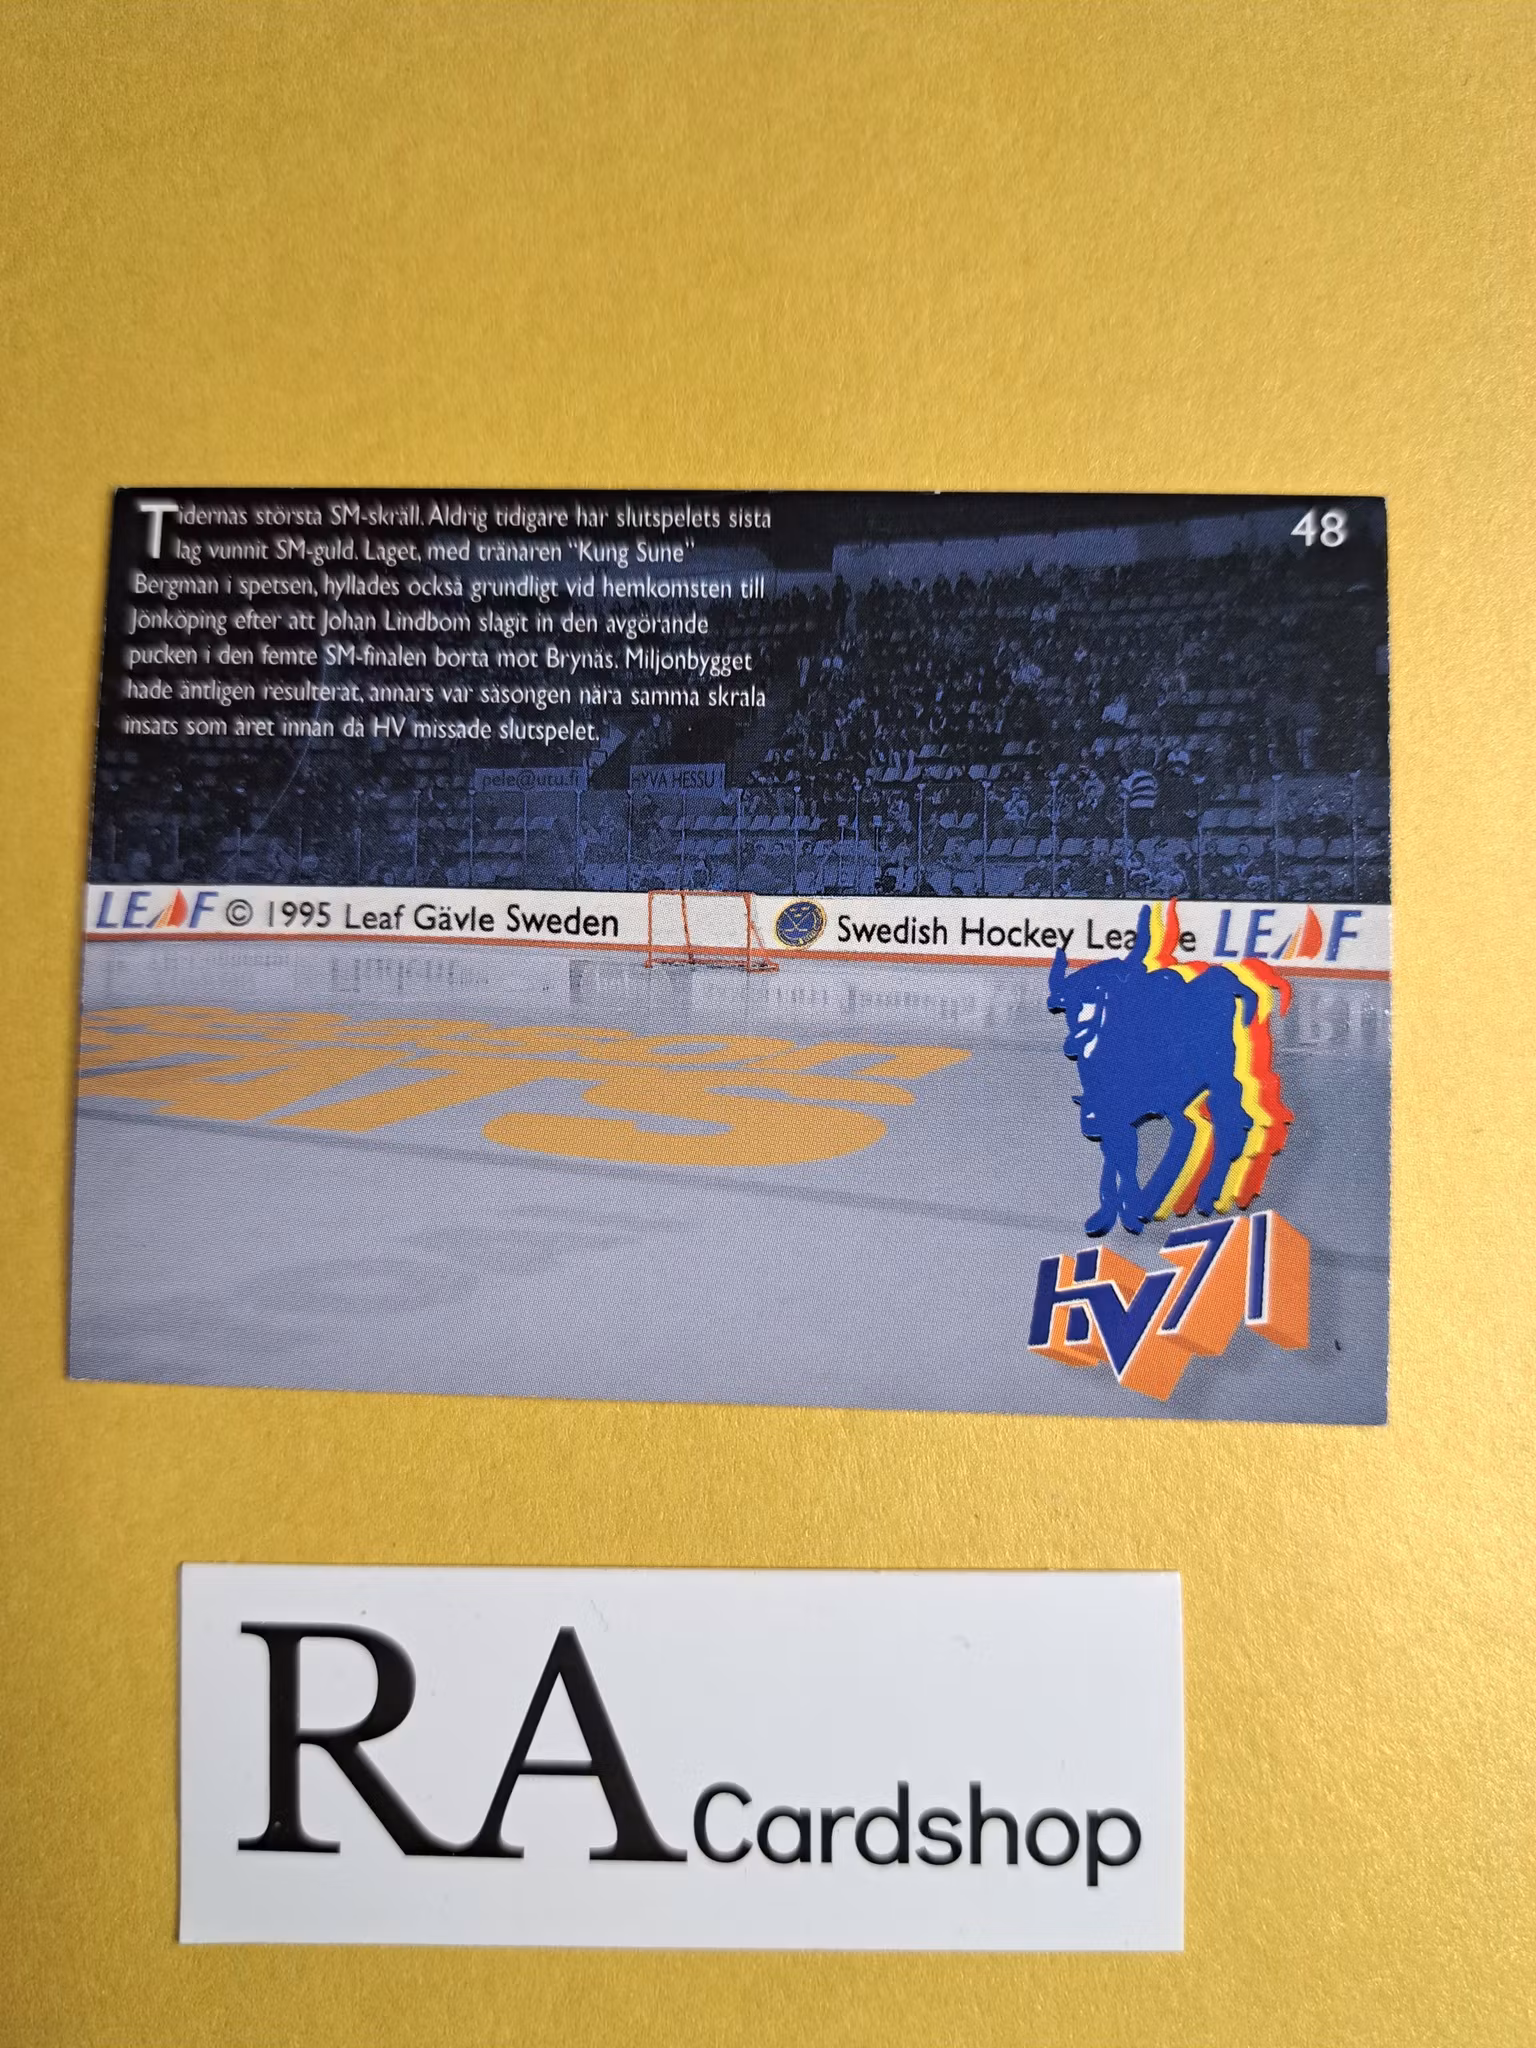 Tidernas största SM-skräll. Aldrig tidigare har slutspelets sista
lag vunnit SM-guld. Laget, med tränaren "Kung Sune"
Bergman i spetsen, hyllades också grundligt vid hemkomsten till
Jönköping efter att Johan Lindbom slagit in den avgörande
pucken i den femte SM-finalen borta mot Brynäs. Miljonbygget
hade äntligen resulterat, annars var säsongen nära samma skrala
insats som året innan då HV missade slutspelet.
48
pele@utu.fi
HYVA HESSU !
LEAF © 1995 Leaf Gävle Sweden
Swedish Hockey League LEAF
HV71
RA Cardshop